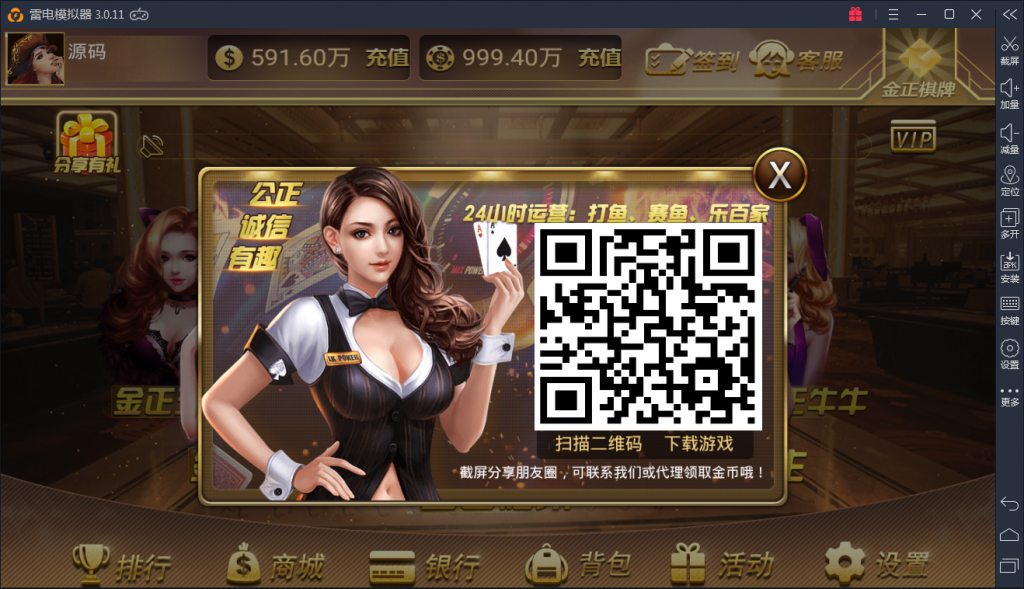 雷电模拟器 3.0.11
源码
591.60万 充值
999.40万 充值
签到
客服
金正棋牌
分享有礼
VIP
公正
诚信
有趣
24小时运营：打鱼、赛鱼、乐百家
MAX POWER
A A
LM POKER
扫描二维码 下载游戏
截屏分享朋友圈，可联系我们或代理领取金币哦！
金正
正牛牛
排行
商城
银行
背包
活动
设置
截屏
加量
减量
定位
多开
APK
安装
按键
设置
更多